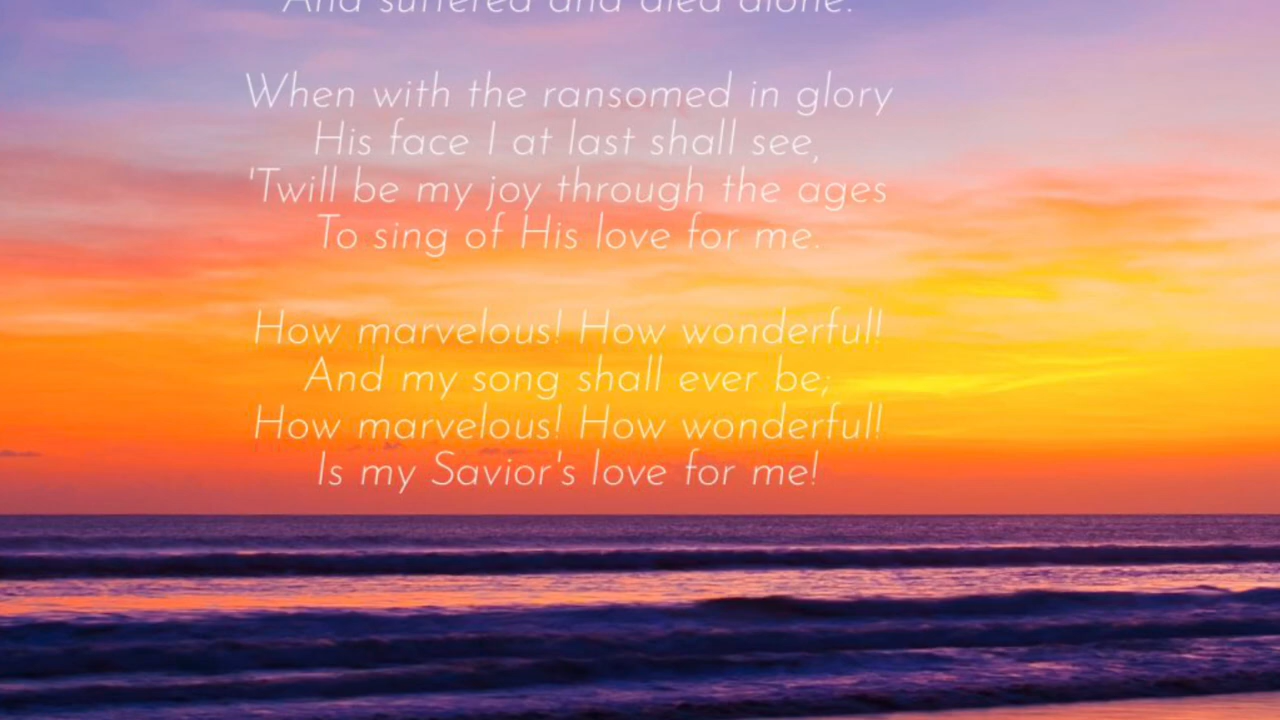 And suffered and died alone.
When with the ransomed in glory
His face I at last shall see,
'Twill be my joy through the ages
To sing of His love for me.
How marvelous! How wonderful!
And my song shall ever be;
How marvelous! How wonderful!
Is my Savior's love for me!